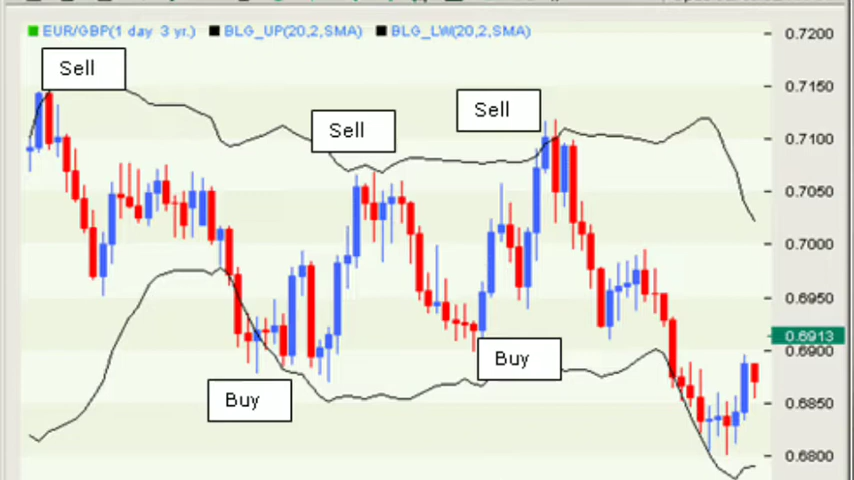 EUR/GBP(1 day 3 yr.) BLG_UP(20,2,SMA) BLG_LW(20,2,SMA)
0.7200
Sell
0.7150
Sell
Sell
0.7100
0.7050
0.7000
0.6950
0.6913
0.6900
Buy
Buy
0.6850
0.6800